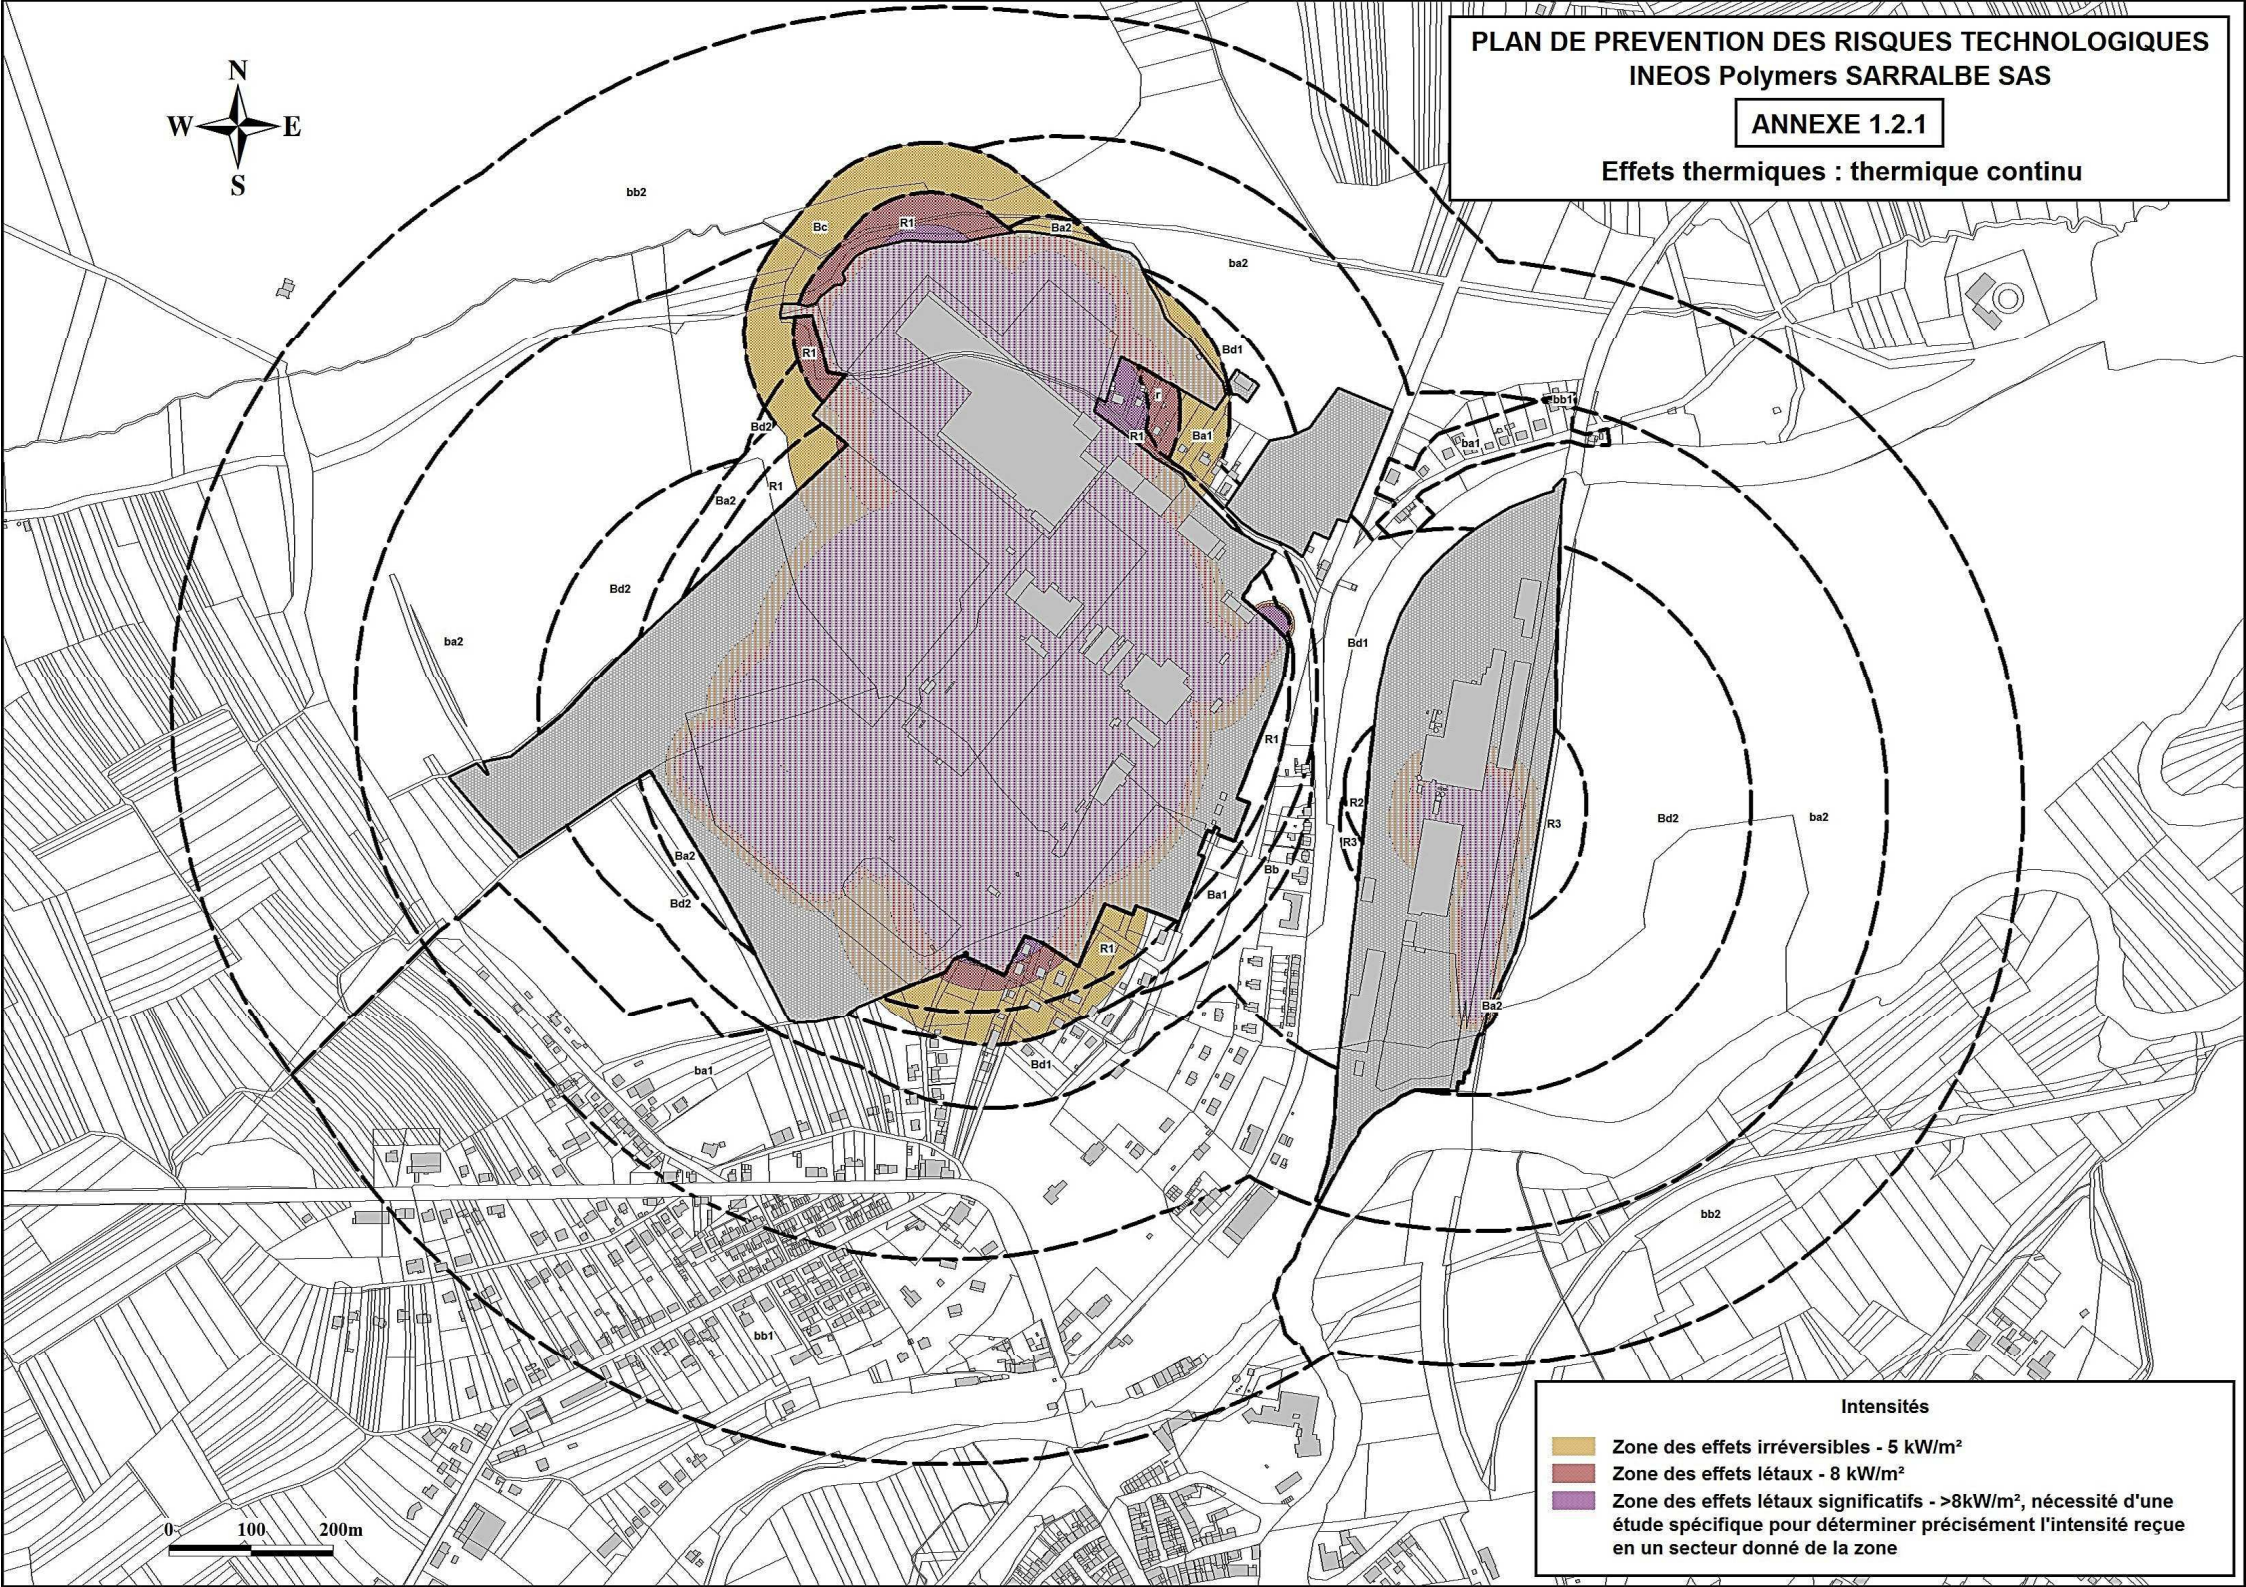 PLAN DE PREVENTION DES RISQUES TECHNOLOGIQUES
INEOS Polymers SARRALBE SAS
ANNEXE 1.2.1
Effets thermiques : thermique continu
N
W E
S
bb2
Bc
R1
Ba2
ba2
R1
Bd1
r
bb1
Bd2
R1
Ba1
ba1
R1
Ba2
Bd2
ba2
Bd1
R1
R2
Bd2
ba2
R3
R3
Ba2
Bb
Ba1
Bd2
R1
Ba2
Bd1
ba1
bb2
bb1
Intensités
Zone des effets irréversibles - 5 kW/m²
Zone des effets létaux - 8 kW/m²
Zone des effets létaux significatifs - >8kW/m², nécessité d'une
étude spécifique pour déterminer précisément l'intensité reçue
en un secteur donné de la zone
0 100 200m